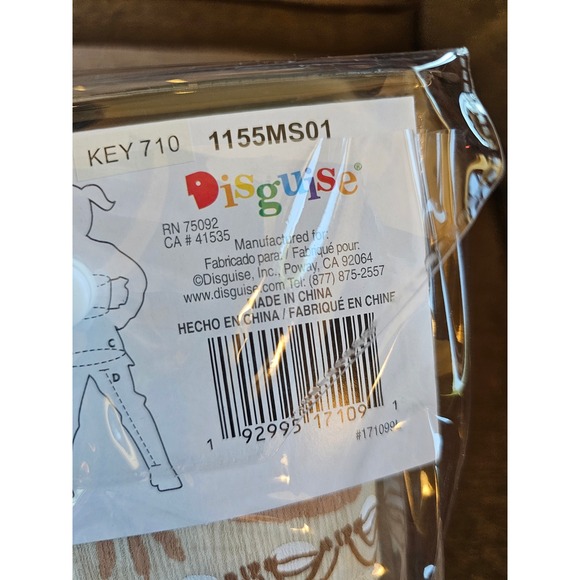 KEY 710 1155MS01
Disguise®
RN 75092
CA # 41535
Manufactured for:
Fabricado para: / Fabriqué pour:
©Disguise, Inc., Poway, CA 92064
www.disguise.com Tel: (877) 875-2557
MADE IN CHINA
HECHO EN CHINA / FABRIQUÉ EN CHINE
C
D
1 92995 17109 1